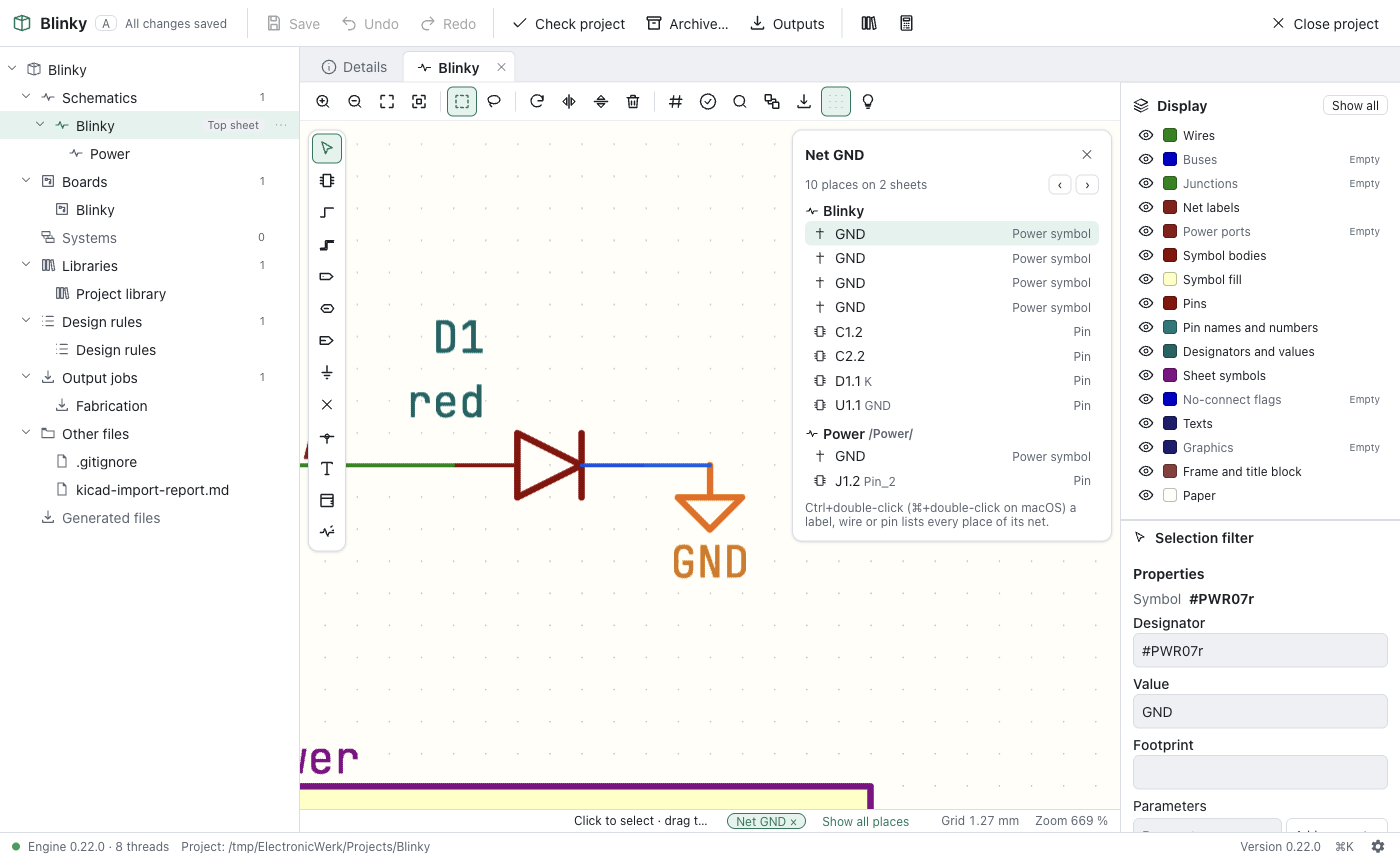 Blinky A All changes saved Save Undo Redo Check project Archive... Outputs Close project
Blinky
Schematics 1
Blinky Top sheet ...
Power
Boards 1
Blinky
Systems 0
Libraries 1
Project library
Design rules 1
Design rules
Output jobs 1
Fabrication
Other files
.gitignore
kicad-import-report.md
Generated files
Details Blinky
D1
red
GND
wer
Net GND
10 places on 2 sheets
Blinky
GND Power symbol
GND Power symbol
GND Power symbol
GND Power symbol
C1.2 Pin
C2.2 Pin
D1.1 K Pin
U1.1 GND Pin
Power /Power/
GND Power symbol
J1.2 Pin_2 Pin
Ctrl+double-click (⌘+double-click on macOS) a
label, wire or pin lists every place of its net.
Click to select · drag t... Net GND × Show all places Grid 1.27 mm Zoom 669 %
Display Show all
Wires
Buses Empty
Junctions Empty
Net labels
Power ports Empty
Symbol bodies
Symbol fill
Pins
Pin names and numbers
Designators and values
Sheet symbols
No-connect flags Empty
Texts
Graphics Empty
Frame and title block
Paper
Selection filter
Properties
Symbol #PWR07r
Designator
#PWR07r
Value
GND
Footprint
Parameters
Engine 0.22.0 · 8 threads Project: /tmp/ElectronicWerk/Projects/Blinky Version 0.22.0 ⌘K